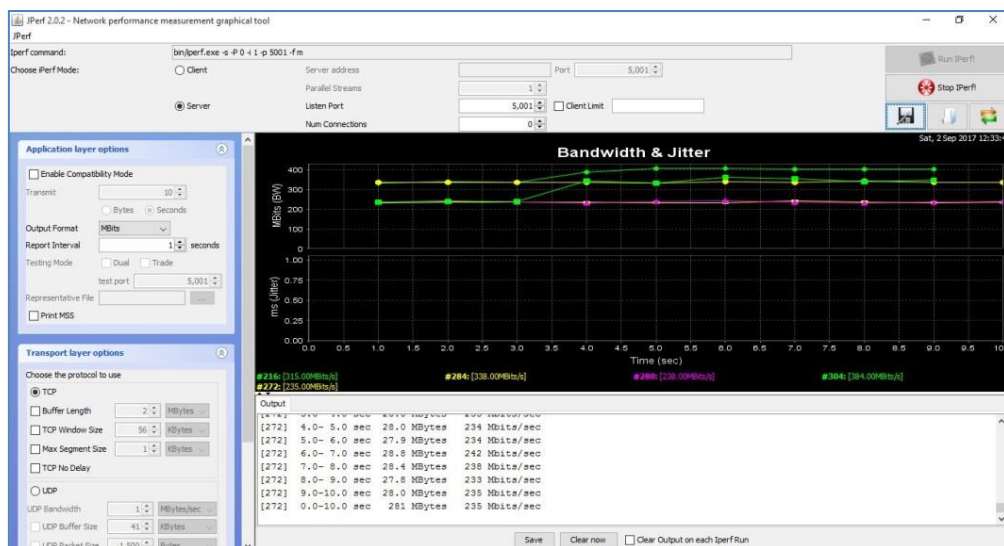 JPerf 2.0.2 - Network performance measurement graphical tool
JPerf
Iperf command:
bin/iperf.exe -s -P 0 -i 1 -p 5001 -f m
Choose iPerf Mode:
Client
Server address
Port
5,001
Parallel Streams
1
Server
Listen Port
5,001
Client Limit
Num Connections
0
Run IPerf!
Stop IPerf!
Application layer options
Enable Compatibility Mode
Transmit
10
Bytes
Seconds
Output Format
MBits
Report Interval
1
seconds
Testing Mode
Dual
Trade
test port
5,001
Representative File
...
Print MSS
Transport layer options
Choose the protocol to use
TCP
Buffer Length
2
MBytes
TCP Window Size
56
KBytes
Max Segment Size
1
KBytes
TCP No Delay
UDP
UDP Bandwidth
1
MBytes/sec
UDP Buffer Size
41
KBytes
UDP Packet Size
1,500
Bytes
Sat, 2 Sep 2017 12:33:4
Bandwidth & Jitter
MBits (BW)
400
300
200
100
0
ms (Jitter)
1.00
0.75
0.50
0.25
0.00
0.0 0.5 1.0 1.5 2.0 2.5 3.0 3.5 4.0 4.5 5.0 5.5 6.0 6.5 7.0 7.5 8.0 8.5 9.0 9.5 10
Time (sec)
#216: [315.00MBits/s]
#284: [338.00MBits/s]
#280: [238.00MBits/s]
#304: [384.00MBits/s]
#272: [235.00MBits/s]
Output
[272] 4.0- 5.0 sec 28.0 MBytes 234 Mbits/sec
[272] 5.0- 6.0 sec 27.9 MBytes 234 Mbits/sec
[272] 6.0- 7.0 sec 28.8 MBytes 242 Mbits/sec
[272] 7.0- 8.0 sec 28.4 MBytes 238 Mbits/sec
[272] 8.0- 9.0 sec 27.8 MBytes 233 Mbits/sec
[272] 9.0-10.0 sec 28.0 MBytes 235 Mbits/sec
[272] 0.0-10.0 sec 281 MBytes 235 Mbits/sec
Save
Clear now
Clear Output on each Iperf Run